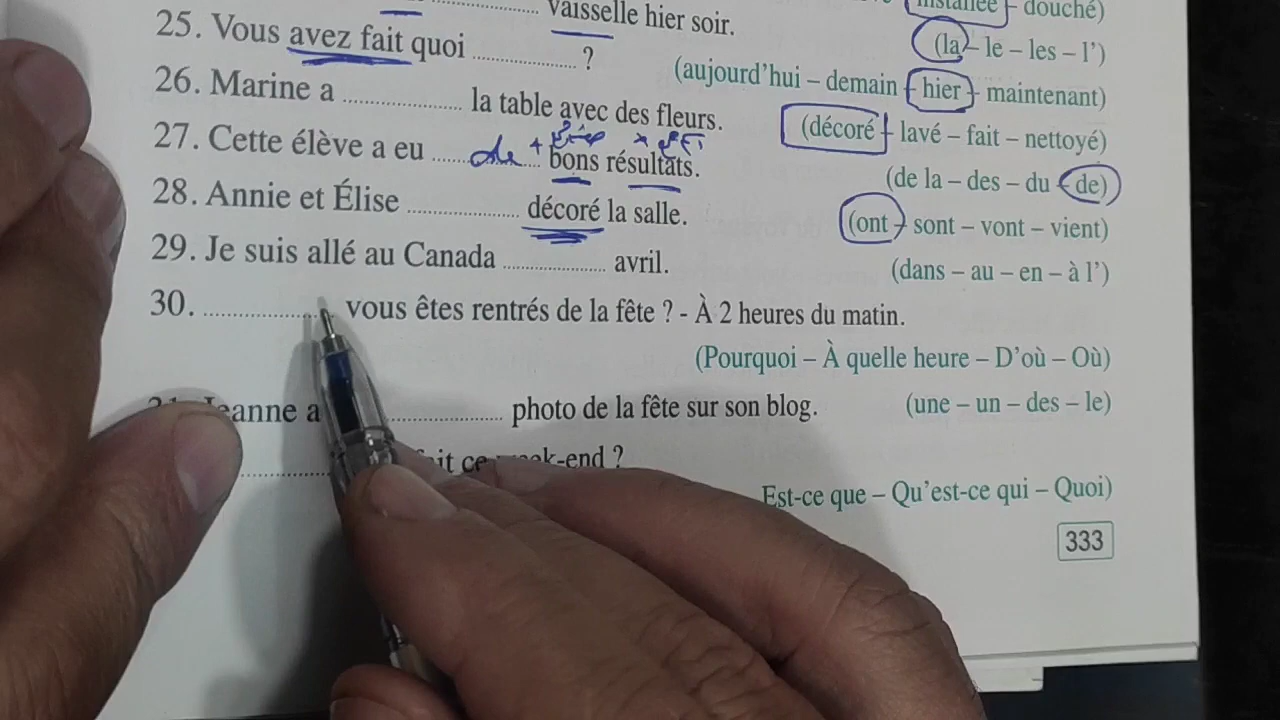 vaisselle hier soir.
– douché)
25. Vous avez fait quoi ........................ ?
(la – le – les – l')
(aujourd'hui – demain – hier – maintenant)
26. Marine a ........................ la table avec des fleurs.
(décoré – lavé – fait – nettoyé)
27. Cette élève a eu ........ de ........ bons résultats.
(de la – des – du – de)
28. Annie et Élise ........................ décoré la salle.
(ont – sont – vont – vient)
29. Je suis allé au Canada ........................ avril.
(dans – au – en – à l')
30. ........................ vous êtes rentrés de la fête ? - À 2 heures du matin.
(Pourquoi – À quelle heure – D'où – Où)
Jeanne a ........................ photo de la fête sur son blog.
(une – un – des – le)
ce week-end ?
Est-ce que – Qu'est-ce qui – Quoi)
333